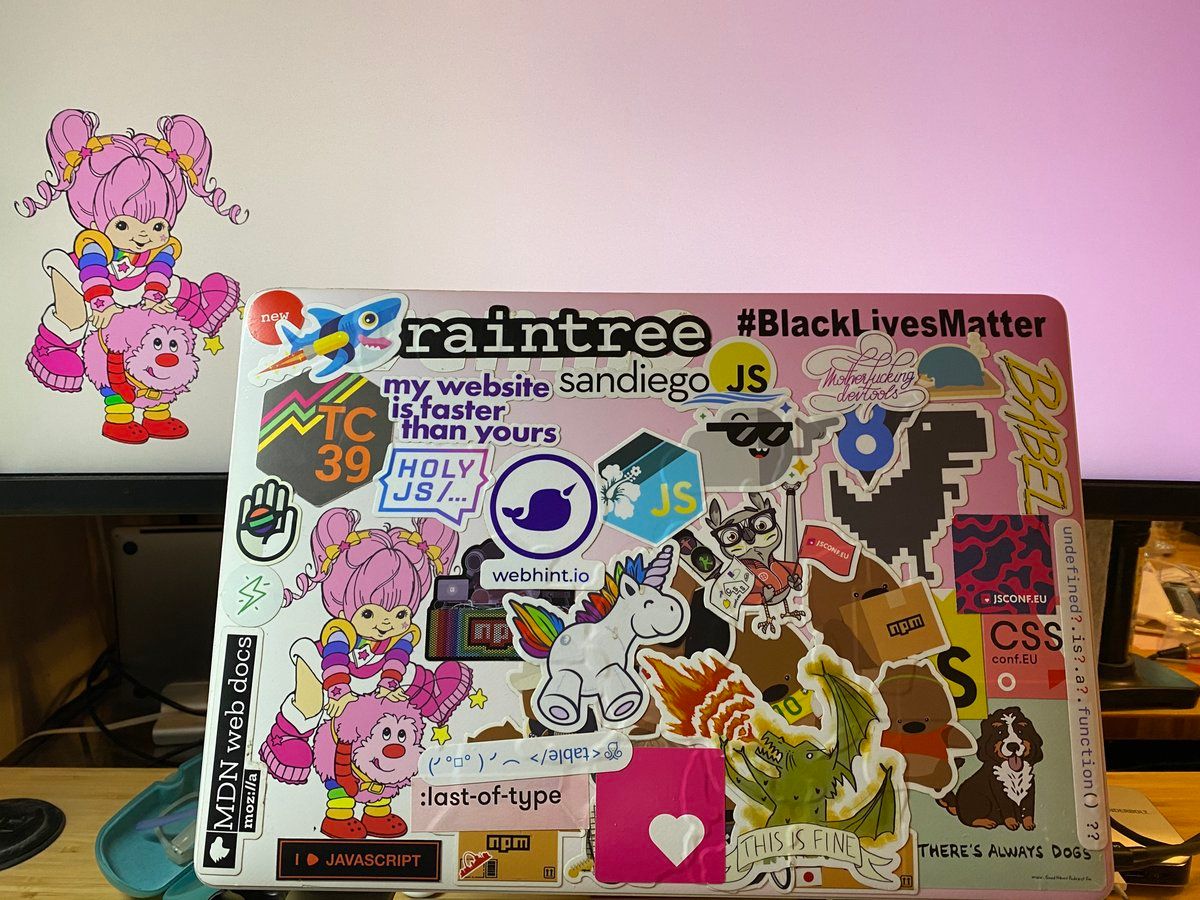 new
raintree
#BlackLivesMatter
my website
is faster
than yours
sandiego JS
Motherfucking
devtools
BABEL
TC
39
HOLY
JS/...
JS
webhint.io
JSCONF.EU
npm
npm
JSCONF.EU
CSS
conf.EU
S
undefined?.is?.a?.function() ??
MDN web docs
moz://a
<table/>
:last-of-type
I JAVASCRIPT
npm
THIS IS FINE
THERE'S ALWAYS DOGS